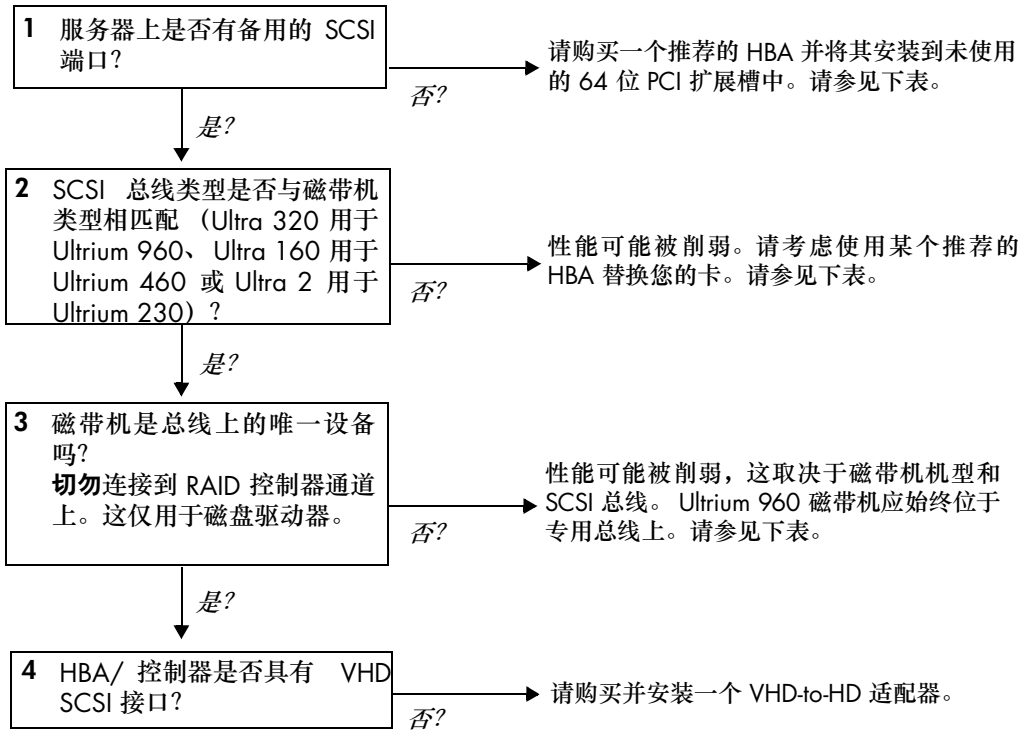 1 服务器上是否有备用的 SCSI
端口？
请购买一个推荐的 HBA 并将其安装到未使用
的 64 位 PCI 扩展槽中。请参见下表。
否？
是？
2 SCSI 总线类型是否与磁带机
类型相匹配 （Ultra 320 用于
Ultrium 960、 Ultra 160 用于
Ultrium 460 或 Ultra 2 用于
Ultrium 230）？
性能可能被削弱。请考虑使用某个推荐的
HBA 替换您的卡。请参见下表。
否？
是？
3 磁带机是总线上的唯一设备
吗？
切勿连接到 RAID 控制器通道
上。这仅用于磁盘驱动器。
性能可能被削弱，这取决于磁带机机型和
SCSI 总线。 Ultrium 960 磁带机应始终位于
专用总线上。请参见下表。
否？
是？
4 HBA/ 控制器是否具有 VHD
SCSI 接口？
请购买并安装一个 VHD-to-HD 适配器。
否？